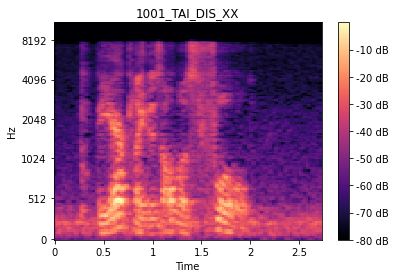 1001_TAI_DIS_XX
8192
4096
2048
1024
512
0
Hz
0
0.5
1
1.5
2
2.5
Time
-10 dB
-20 dB
-30 dB
-40 dB
-50 dB
-60 dB
-70 dB
-80 dB